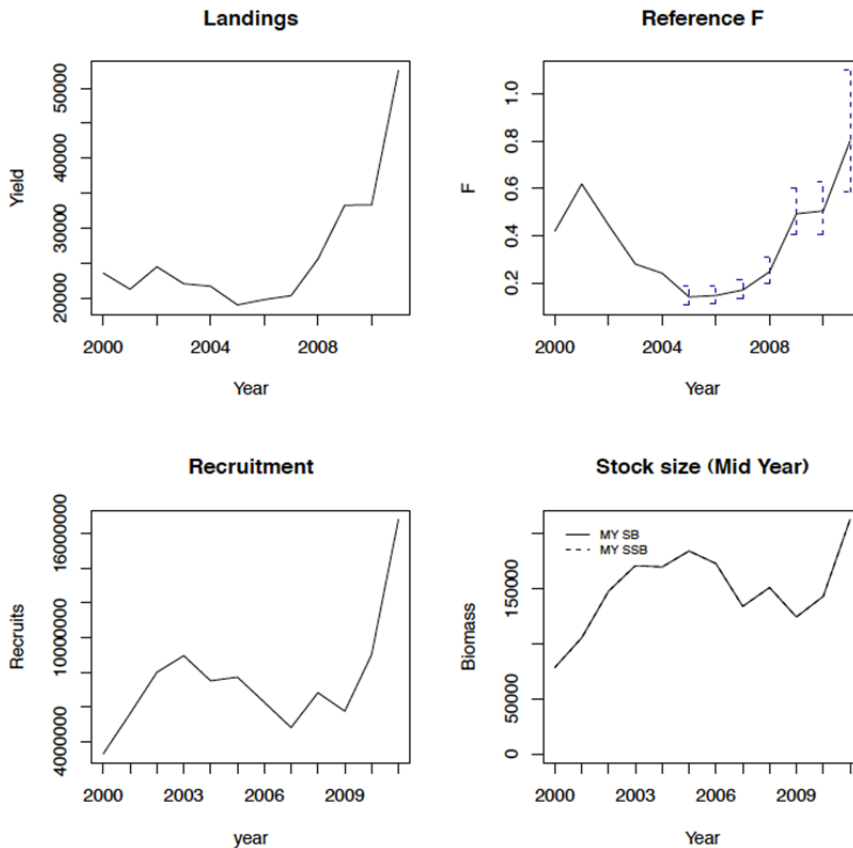 Landings
Yield
50000
40000
30000
20000
2000
2004
2008
Year
Reference F
F
1.0
0.8
0.6
0.4
0.2
2000
2004
2008
Year
Recruitment
Recruits
16000000
10000000
4000000
2000
2003
2006
2009
year
Stock size (Mid Year)
MY SB
MY SSB
Biomass
150000
50000
0
2000
2003
2006
2009
Year